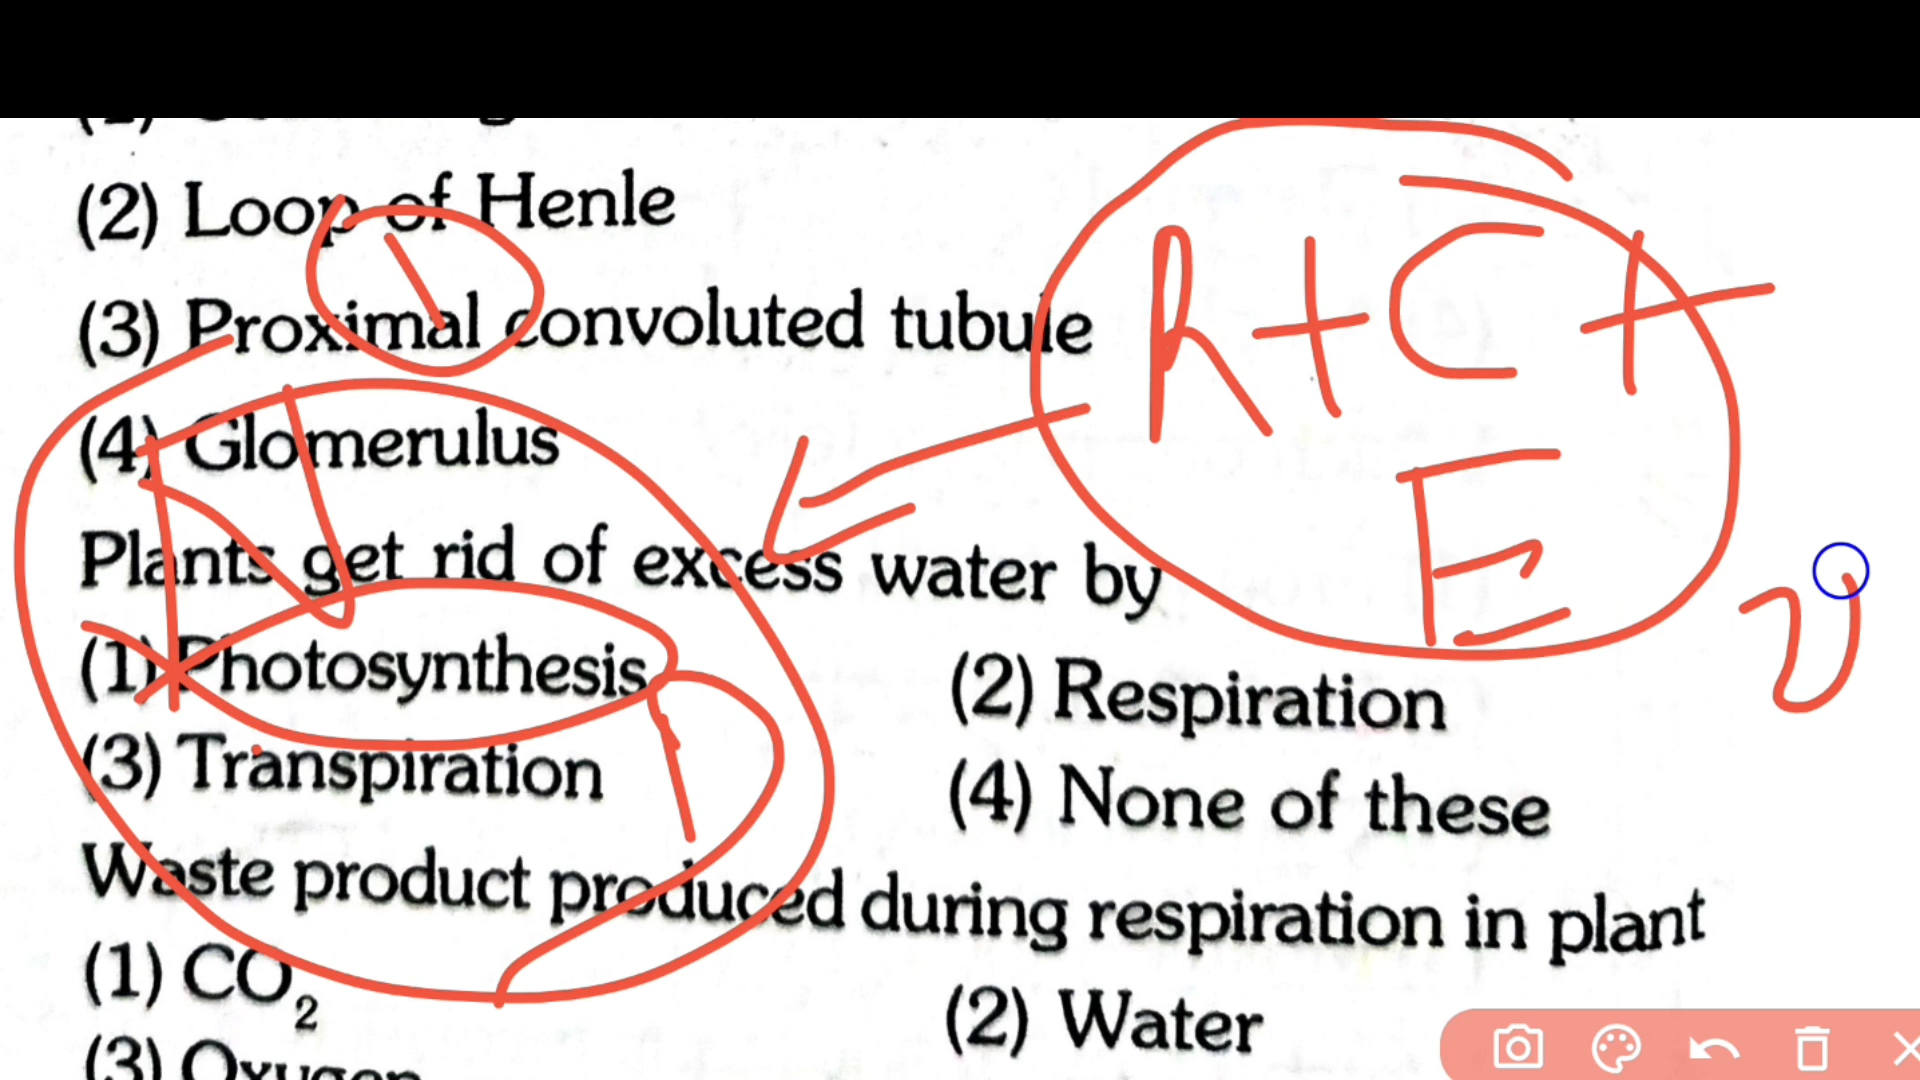 (2) Loop of Henle
(3) Proximal convoluted tubule
(4) Glomerulus
R+C+
E
Plants get rid of excess water by
(1) Photosynthesis (2) Respiration
(3) Transpiration (4) None of these
Waste product produced during respiration in plant
(1) CO₂ (2) Water
(3) Oxygen